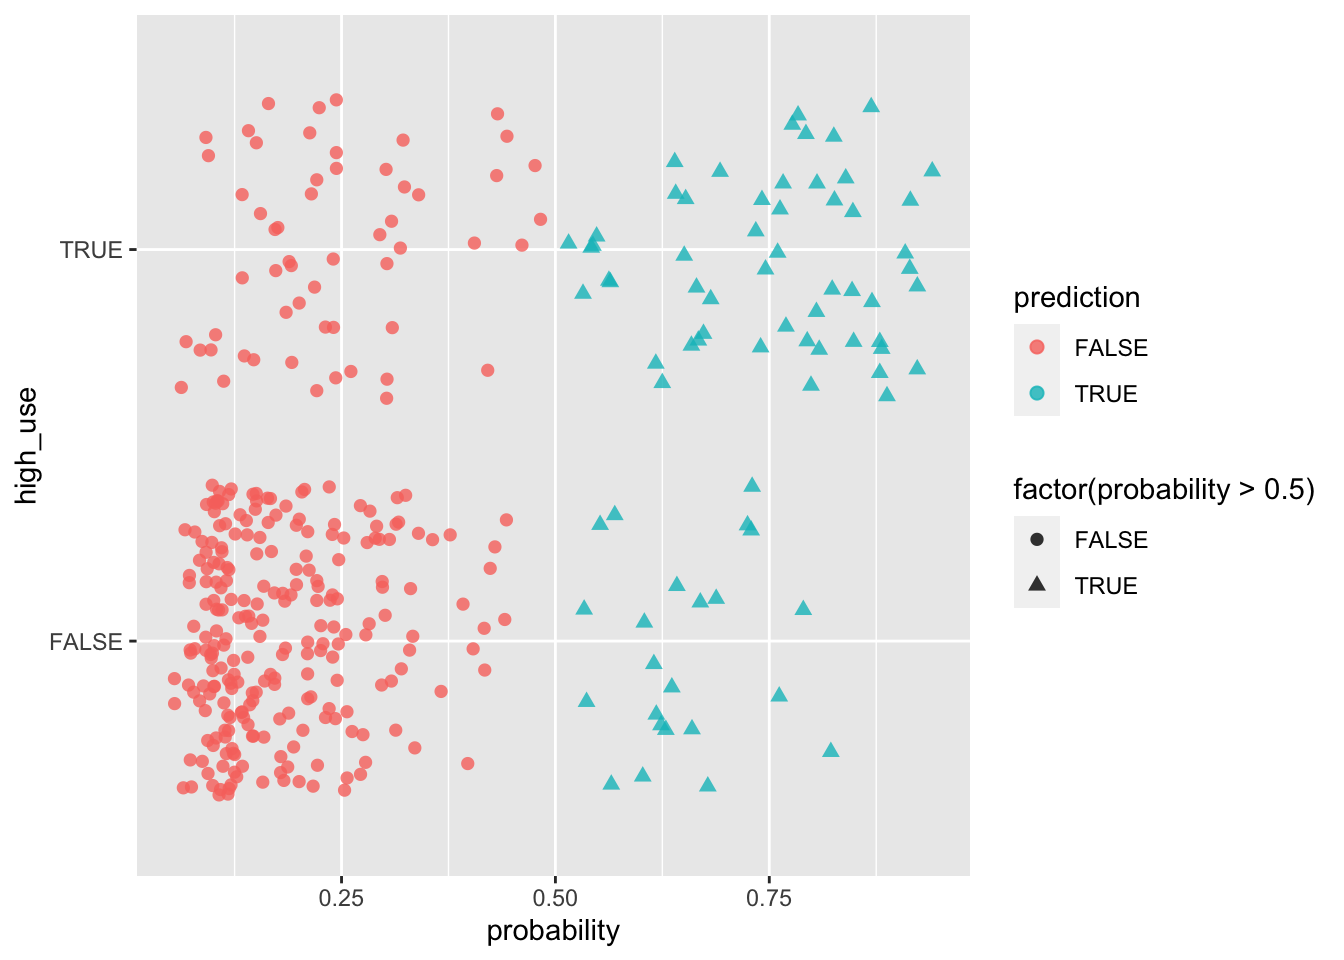 high_use
TRUE
FALSE
0.25 0.50 0.75
probability
prediction
FALSE
TRUE
factor(probability > 0.5)
FALSE
TRUE